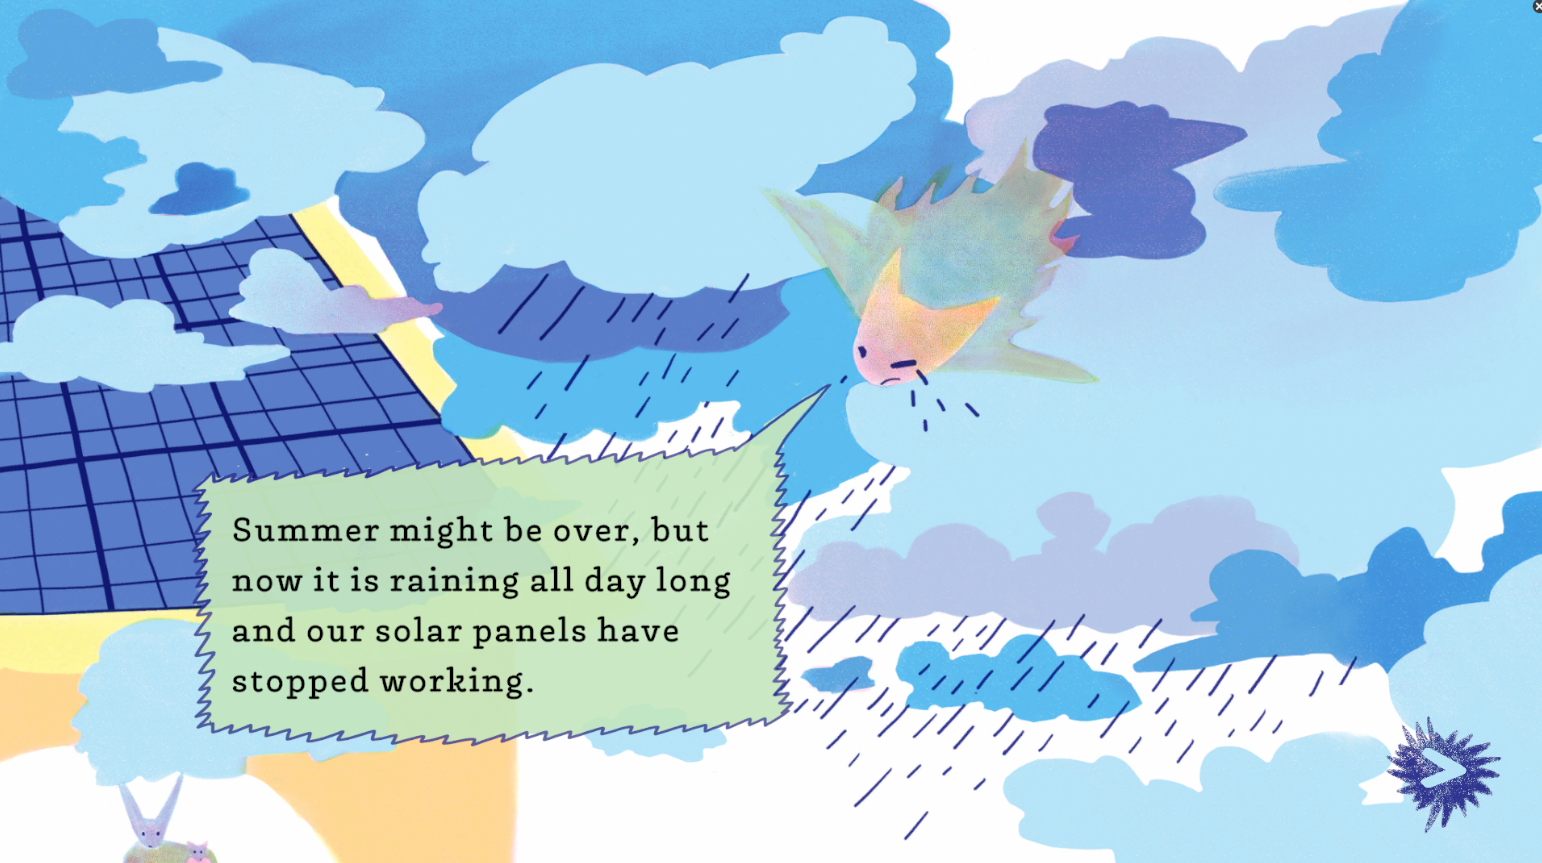 Summer might be over, but
now it is raining all day long
and our solar panels have
stopped working.